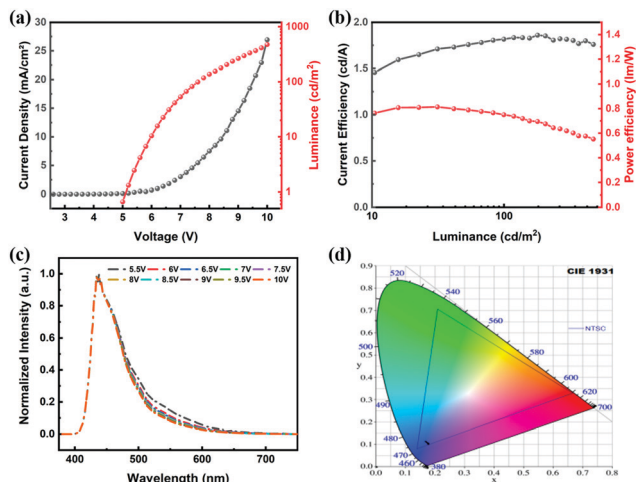 (a)
Current Density (mA/cm²)
30
25
20
15
10
5
0
3 4 5 6 7 8 9 10
Voltage (V)
1000
100
10
1
Luminance (cd/m²)
(b)
Current Efficiency (cd/A)
2.0
1.5
1.0
0.5
0.0
10 100
Luminance (cd/m²)
1.4
1.2
1.0
0.8
0.6
0.4
0.2
0.0
Power efficiency (lm/W)
(c)
Normalized Intensity (a.u.)
5.5V 6V 6.5V 7V 7.5V
8V 8.5V 9V 9.5V 10V
1.0
0.8
0.6
0.4
0.2
0.0
400 500 600 700
Wavelength (nm)
(d)
CIE 1931
NTSC
y
0.9
0.8
0.7
0.6
0.5
0.4
0.3
0.2
0.1
0.0
0.0 0.1 0.2 0.3 0.4 0.5 0.6 0.7 0.8
x
520
540
560
580
600
620
700
500
490
480
470
460
380